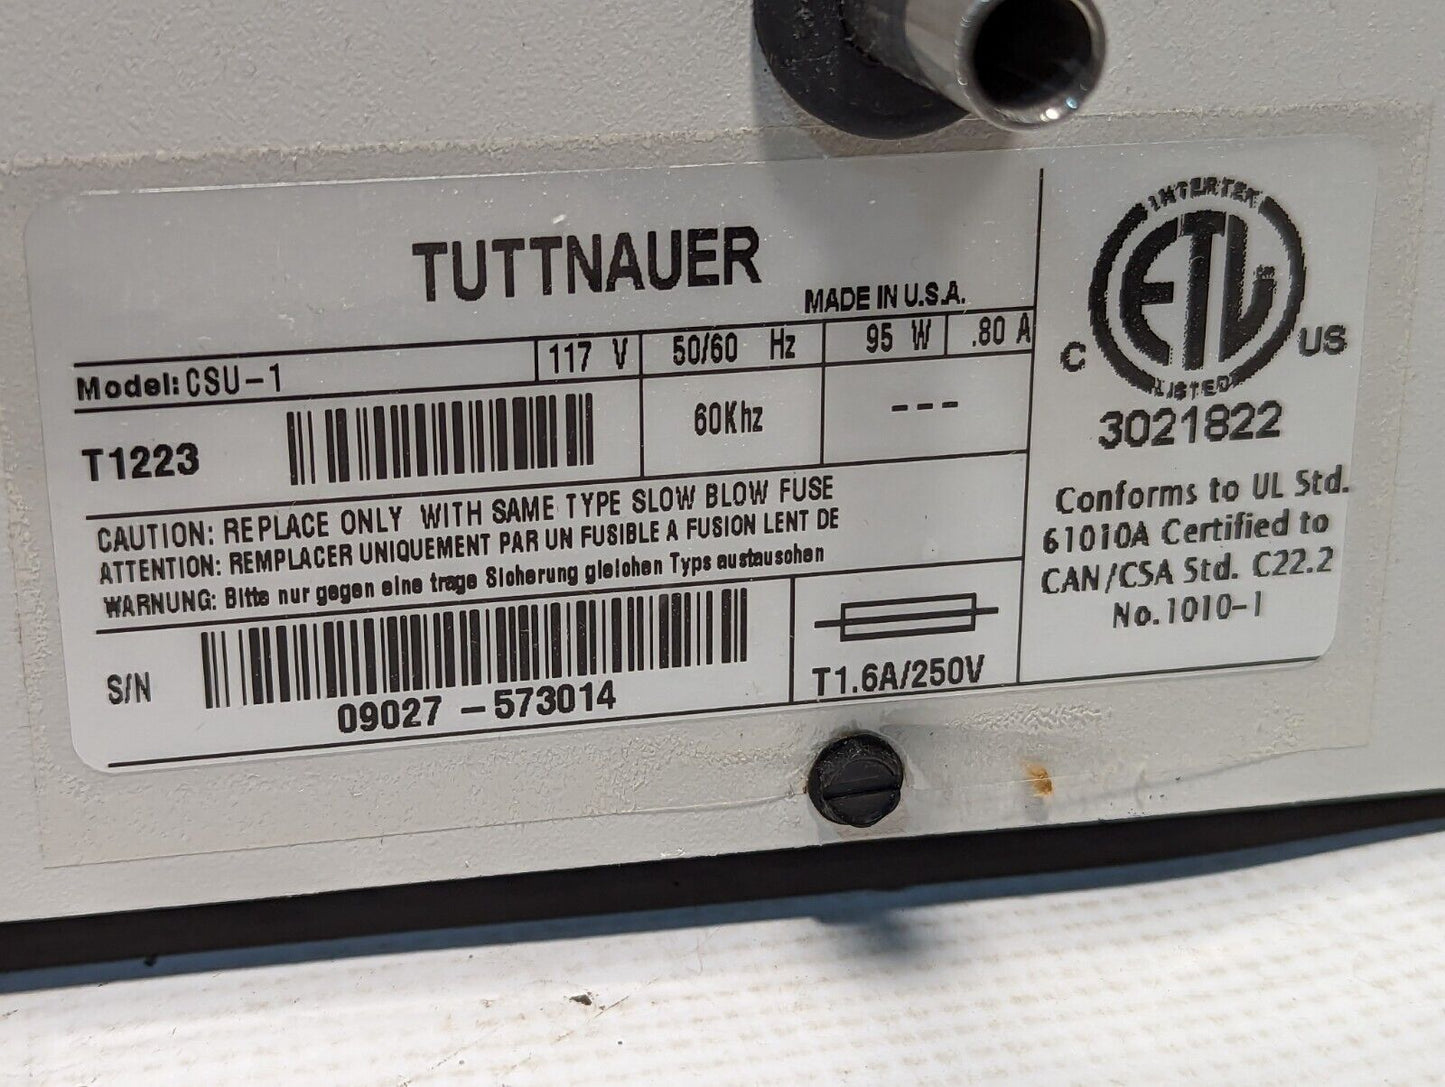 TUTTNAUER
MADE IN U.S.A.
Model: CSU-1 117 V 50/60 Hz 95 W .80 A
T1223 60Khz ---
CAUTION: REPLACE ONLY WITH SAME TYPE SLOW BLOW FUSE
ATTENTION: REMPLACER UNIQUEMENT PAR UN FUSIBLE A FUSION LENT DE
WARNUNG: Bitte nur gegen eine trage Sicherung gleichen Typs austauschen
S/N
09027 -573014
T1.6A/250V
INTERTEK
ETL
C US
LISTED
3021822
Conforms to UL Std.
61010A Certified to
CAN/CSA Std. C22.2
No.1010-1